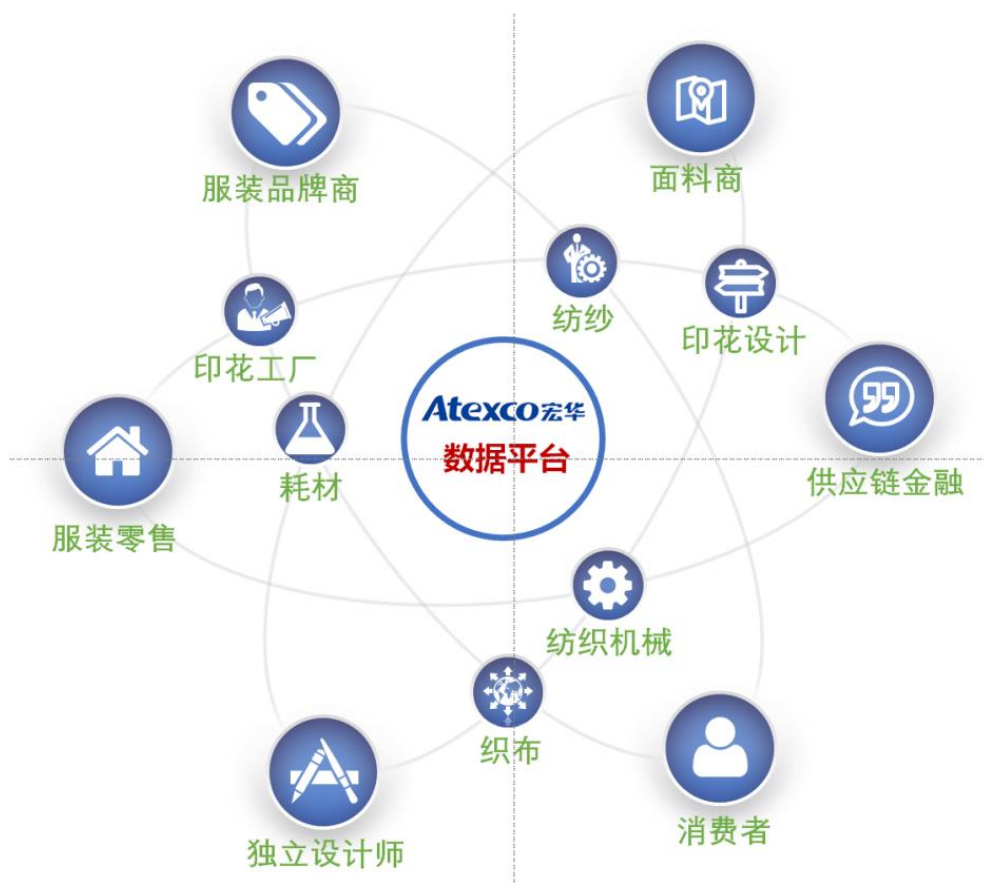 服装品牌商
面料商
纺纱
印花设计
印花工厂
Atexco宏华
数据平台
供应链金融
耗材
服装零售
纺织机械
织布
消费者
独立设计师